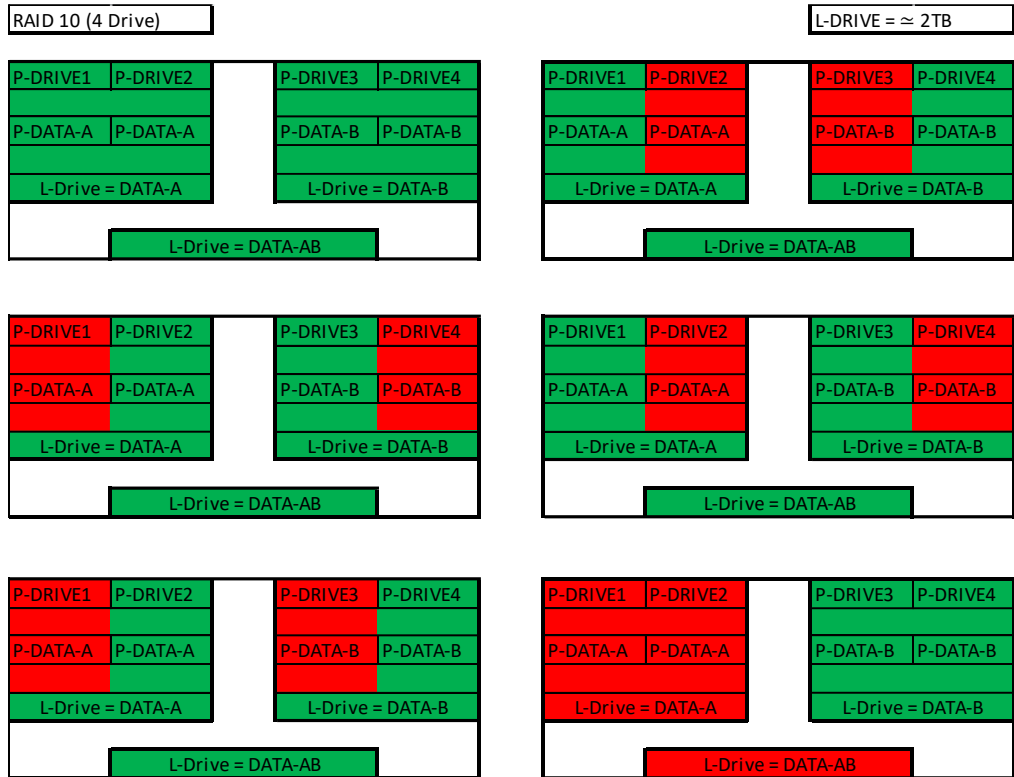 RAID 10 (4 Drive) L-DRIVE = ≃ 2TB
P-DRIVE1 P-DRIVE2 P-DRIVE3 P-DRIVE4
P-DATA-A P-DATA-A P-DATA-B P-DATA-B
L-Drive = DATA-A L-Drive = DATA-B
L-Drive = DATA-AB
P-DRIVE1 P-DRIVE2 P-DRIVE3 P-DRIVE4
P-DATA-A P-DATA-A P-DATA-B P-DATA-B
L-Drive = DATA-A L-Drive = DATA-B
L-Drive = DATA-AB
P-DRIVE1 P-DRIVE2 P-DRIVE3 P-DRIVE4
P-DATA-A P-DATA-A P-DATA-B P-DATA-B
L-Drive = DATA-A L-Drive = DATA-B
L-Drive = DATA-AB
P-DRIVE1 P-DRIVE2 P-DRIVE3 P-DRIVE4
P-DATA-A P-DATA-A P-DATA-B P-DATA-B
L-Drive = DATA-A L-Drive = DATA-B
L-Drive = DATA-AB
P-DRIVE1 P-DRIVE2 P-DRIVE3 P-DRIVE4
P-DATA-A P-DATA-A P-DATA-B P-DATA-B
L-Drive = DATA-A L-Drive = DATA-B
L-Drive = DATA-AB
P-DRIVE1 P-DRIVE2 P-DRIVE3 P-DRIVE4
P-DATA-A P-DATA-A P-DATA-B P-DATA-B
L-Drive = DATA-A L-Drive = DATA-B
L-Drive = DATA-AB